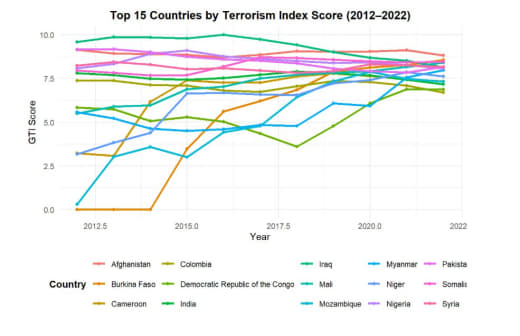 Top 15 Countries by Terrorism Index Score (2012–2022)
10.0
7.5
5.0
2.5
0.0
GTI Score
2012.5
2015.0
2017.5
2020.0
2022
Year
Country
Afghanistan
Colombia
Iraq
Myanmar
Pakista
Burkina Faso
Democratic Republic of the Congo
Mali
Niger
Somalis
Cameroon
India
Mozambique
Nigeria
Syria